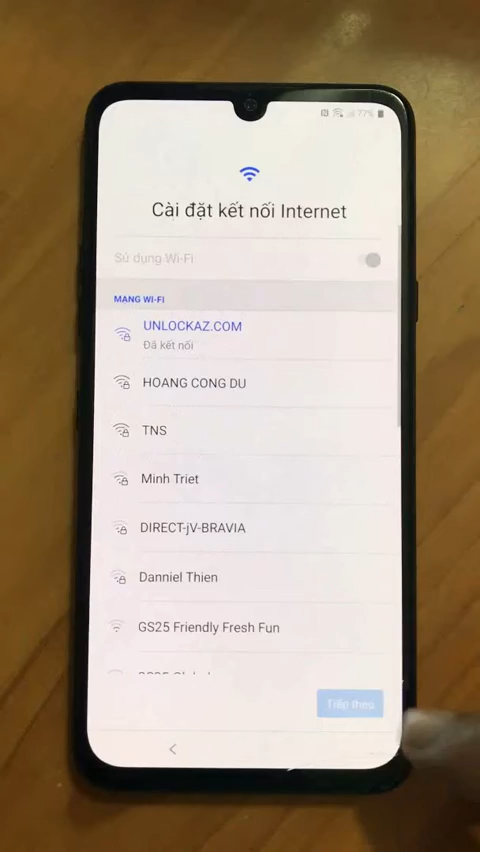 77%
Cài đặt kết nối Internet
Sử dụng Wi-Fi
MẠNG WI-FI
UNLOCKAZ.COM
Đã kết nối
HOANG CONG DU
TNS
Minh Triet
DIRECT-jV-BRAVIA
Danniel Thien
GS25 Friendly Fresh Fun
Tiếp theo